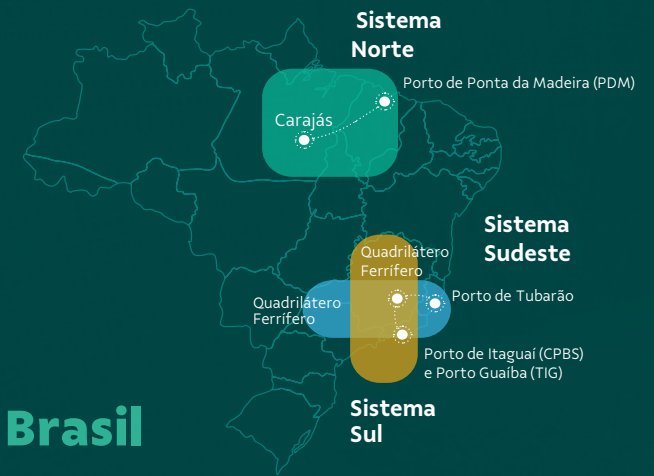 Sistema
Norte
Porto de Ponta da Madeira (PDM)
Carajás
Sistema
Sudeste
Quadrilátero
Ferrífero
Quadrilátero
Ferrífero
Porto de Tubarão
Porto de Itaguaí (CPBS)
e Porto Guaíba (TIG)
Sistema
Sul
Brasil